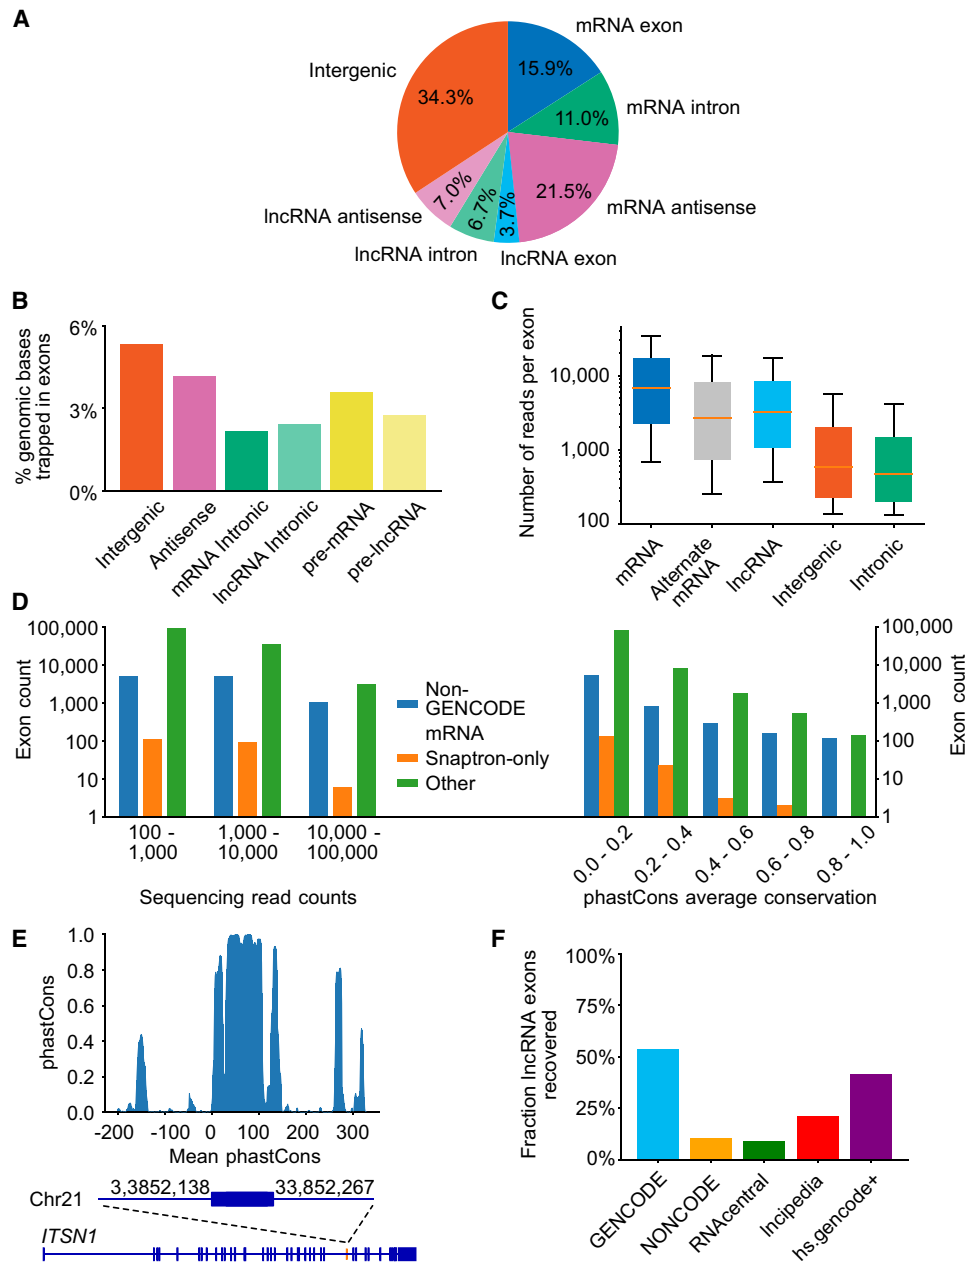 A
mRNA exon
Intergenic
15.9%
34.3%
mRNA intron
11.0%
21.5%
mRNA antisense
7.0%
6.7%
3.7%
lncRNA antisense
lncRNA intron
lncRNA exon
B
% genomic bases
trapped in exons
6%
3%
0%
Intergenic
Antisense
mRNA Intronic
lncRNA Intronic
pre-mRNA
pre-lncRNA
C
Number of reads per exon
10,000
1,000
100
mRNA
Alternate
mRNA
lncRNA
Intergenic
Intronic
D
Exon count
100,000
10,000
1,000
100
10
1
100 -
1,000
1,000 -
10,000
10,000 -
100,000
Sequencing read counts
Non-
GENCODE
mRNA
Snaptron-only
Other
100,000
10,000
1,000
100
10
1
Exon count
0.0 - 0.2
0.2 - 0.4
0.4 - 0.6
0.6 - 0.8
0.8 - 1.0
phastCons average conservation
E
phastCons
1.0
0.8
0.6
0.4
0.2
0.0
-200
-100
0
100
200
300
Mean phastCons
3,3852,138
33,852,267
Chr21
ITSN1
F
Fraction lncRNA exons
recovered
100%
75%
50%
25%
0%
GENCODE
NONCODE
RNAcentral
lncipedia
hs.gencode+